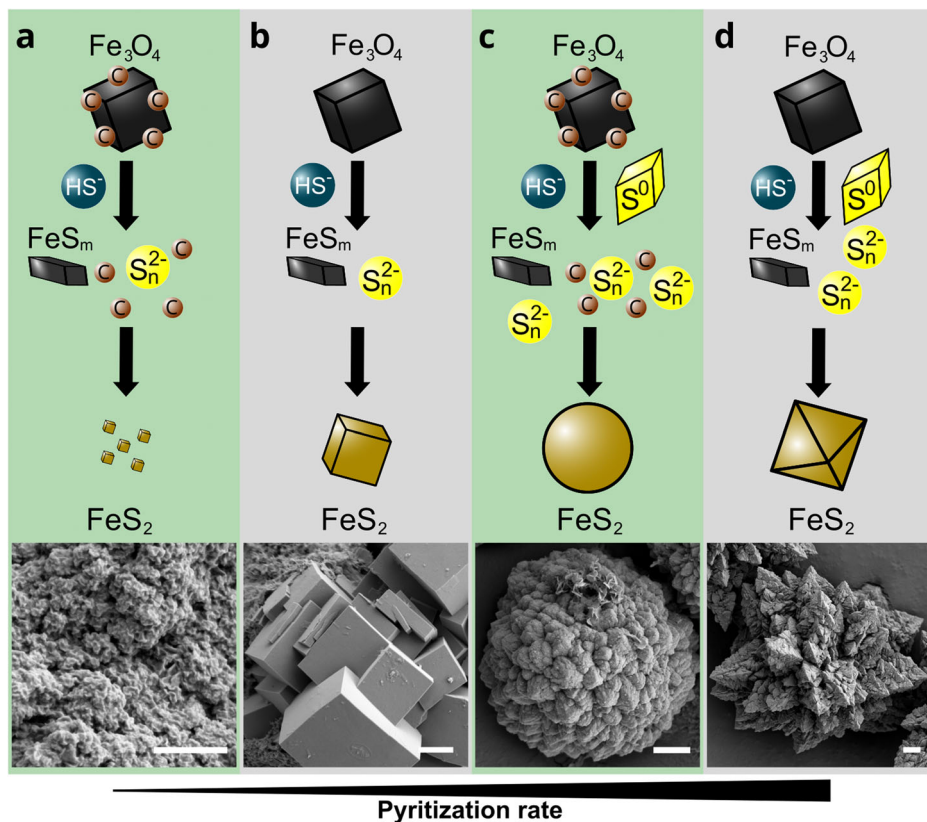 a
Fe₃O₄
C
C
C
C
C
HS⁻
FeSₘ
C
C
Sₙ²⁻
C
C
FeS₂
b
Fe₃O₄
HS⁻
FeSₘ
Sₙ²⁻
FeS₂
c
Fe₃O₄
C
C
C
C
C
HS⁻
S⁰
FeSₘ
C
C
Sₙ²⁻
Sₙ²⁻
C
C
Sₙ²⁻
FeS₂
d
Fe₃O₄
HS⁻
S⁰
FeSₘ
Sₙ²⁻
Sₙ²⁻
FeS₂
Pyritization rate